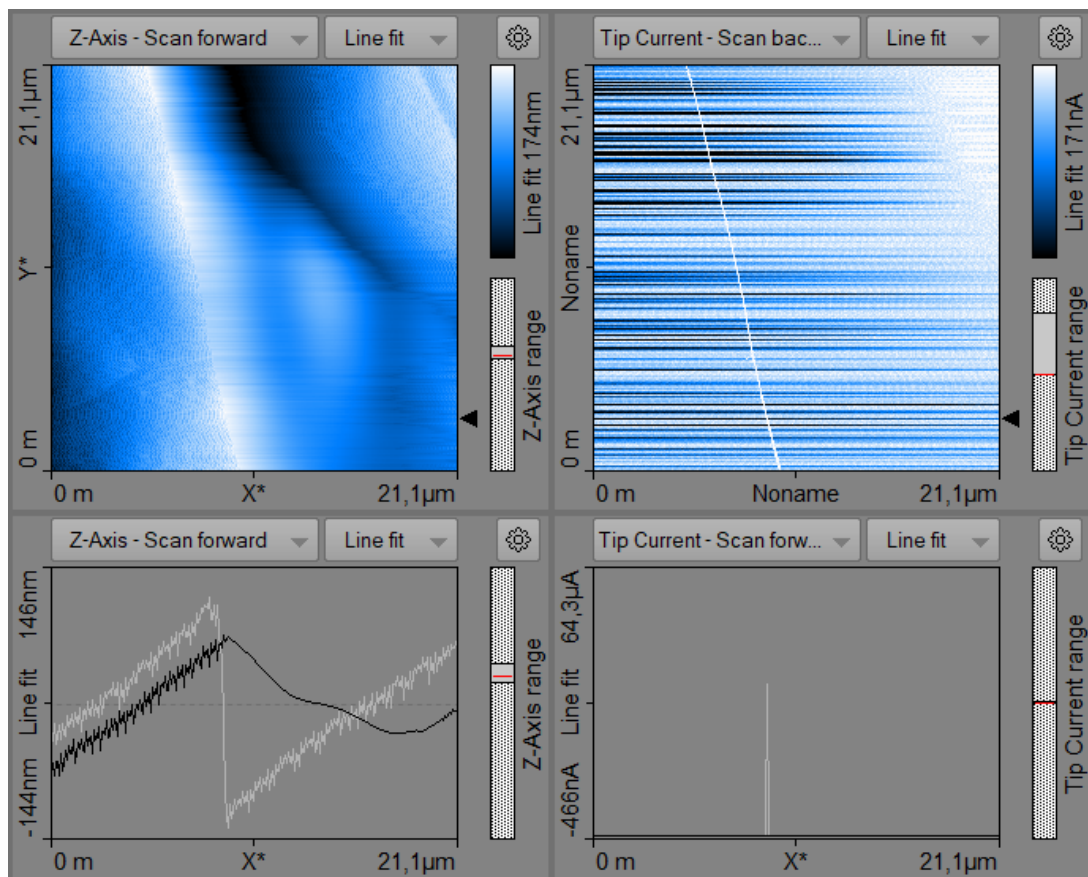 Z-Axis - Scan forward
Line fit
21,1µm
Y*
0 m
0 m
X*
21,1µm
Line fit 174nm
Z-Axis range
Tip Current - Scan bac...
Line fit
21,1µm
Noname
0 m
0 m
Noname
21,1µm
Line fit 171nA
Tip Current range
Z-Axis - Scan forward
Line fit
146nm
Line fit
-144nm
0 m
X*
21,1µm
Z-Axis range
Tip Current - Scan forw...
Line fit
64,3µA
Line fit
-466nA
0 m
X*
21,1µm
Tip Current range